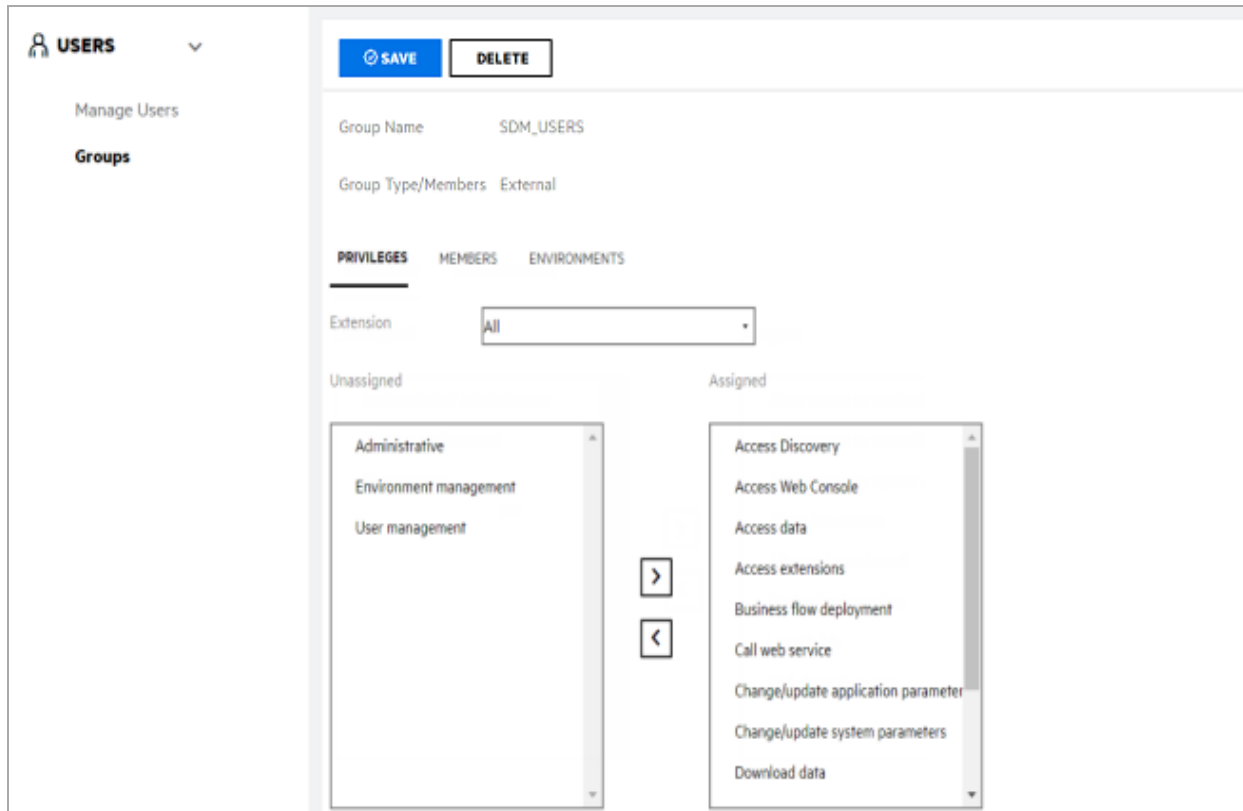 USERS
Manage Users
Groups
SAVE
DELETE
Group Name SDM_USERS
Group Type/Members External
PRIVILEGES MEMBERS ENVIRONMENTS
Extension All
Unassigned
Administrative
Environment management
User management
Assigned
Access Discovery
Access Web Console
Access data
Access extensions
Business flow deployment
Call web service
Change/update application parameter
Change/update system parameters
Download data